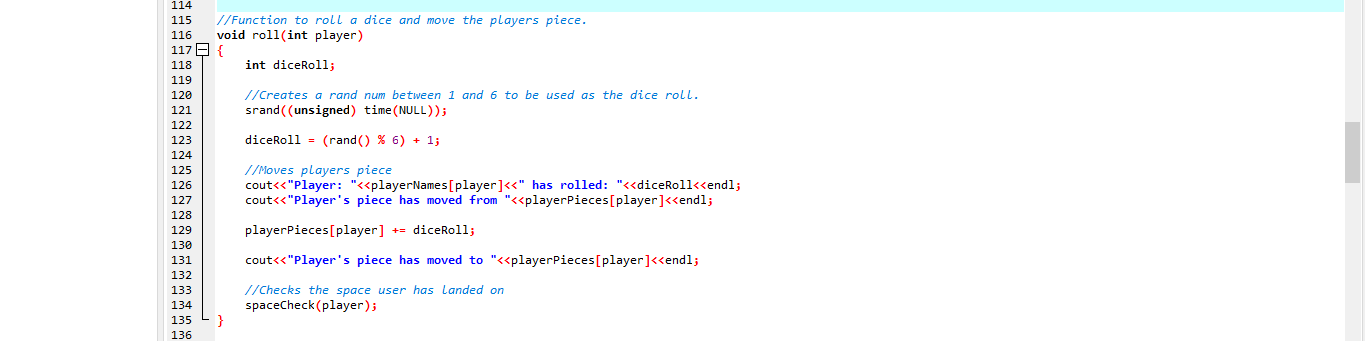 114
115 //Function to roll a dice and move the players piece.
116 void roll(int player)
117 {
118 int diceRoll;
119
120 //Creates a rand num between 1 and 6 to be used as the dice roll.
121 srand((unsigned) time(NULL));
122
123 diceRoll = (rand() % 6) + 1;
124
125 //Moves players piece
126 cout<<"Player: "<<playerNames[player]<<" has rolled: "<<diceRoll<<endl;
127 cout<<"Player's piece has moved from "<<playerPieces[player]<<endl;
128
129 playerPieces[player] += diceRoll;
130
131 cout<<"Player's piece has moved to "<<playerPieces[player]<<endl;
132
133 //Checks the space user has landed on
134 spaceCheck(player);
135 }
136